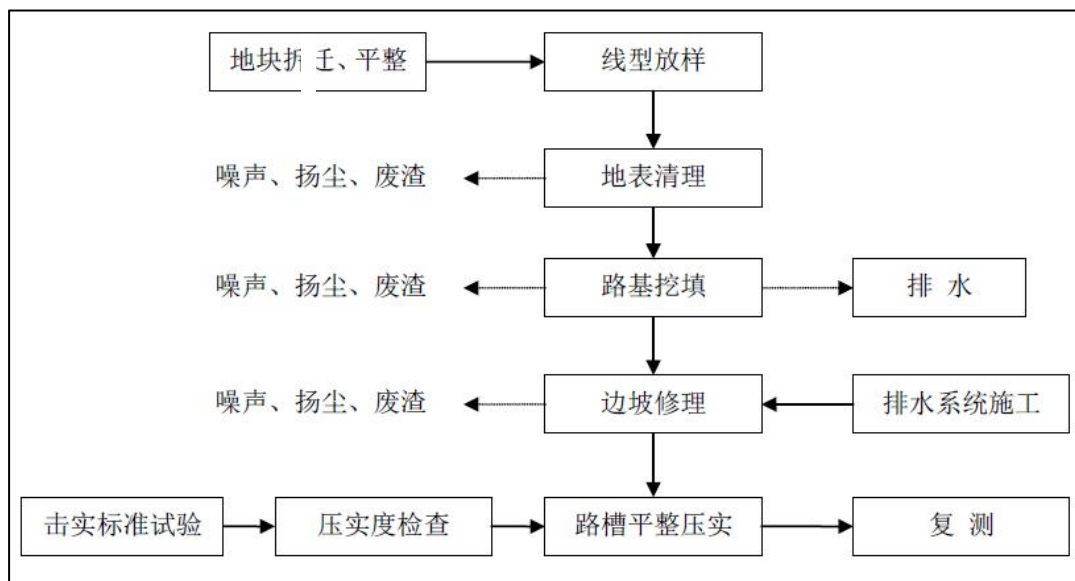 地块拆迁、平整 线型放样
噪声、扬尘、废渣 地表清理
噪声、扬尘、废渣 路基挖填 排 水
噪声、扬尘、废渣 边坡修理 排水系统施工
击实标准试验 压实度检查 路槽平整压实 复 测